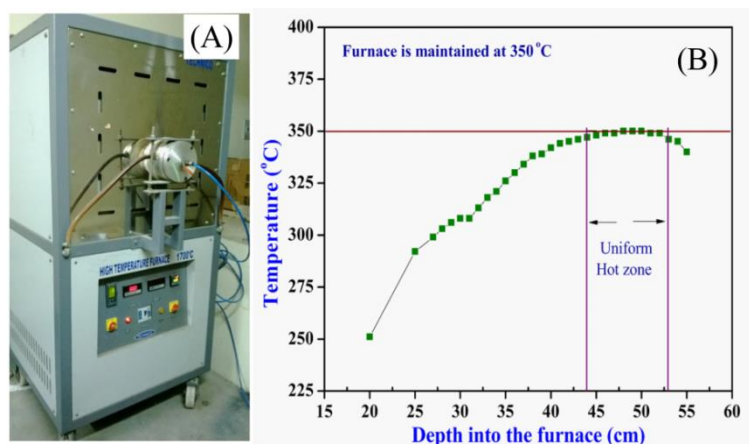 (A)
TECHNICO
HIGH TEMPERATURE FURNACE 1700°C
(B)
Furnace is maintained at 350 °C
Temperature (°C)
400
375
350
325
300
275
250
225
Uniform
Hot zone
15 20 25 30 35 40 45 50 55 60
Depth into the furnace (cm)